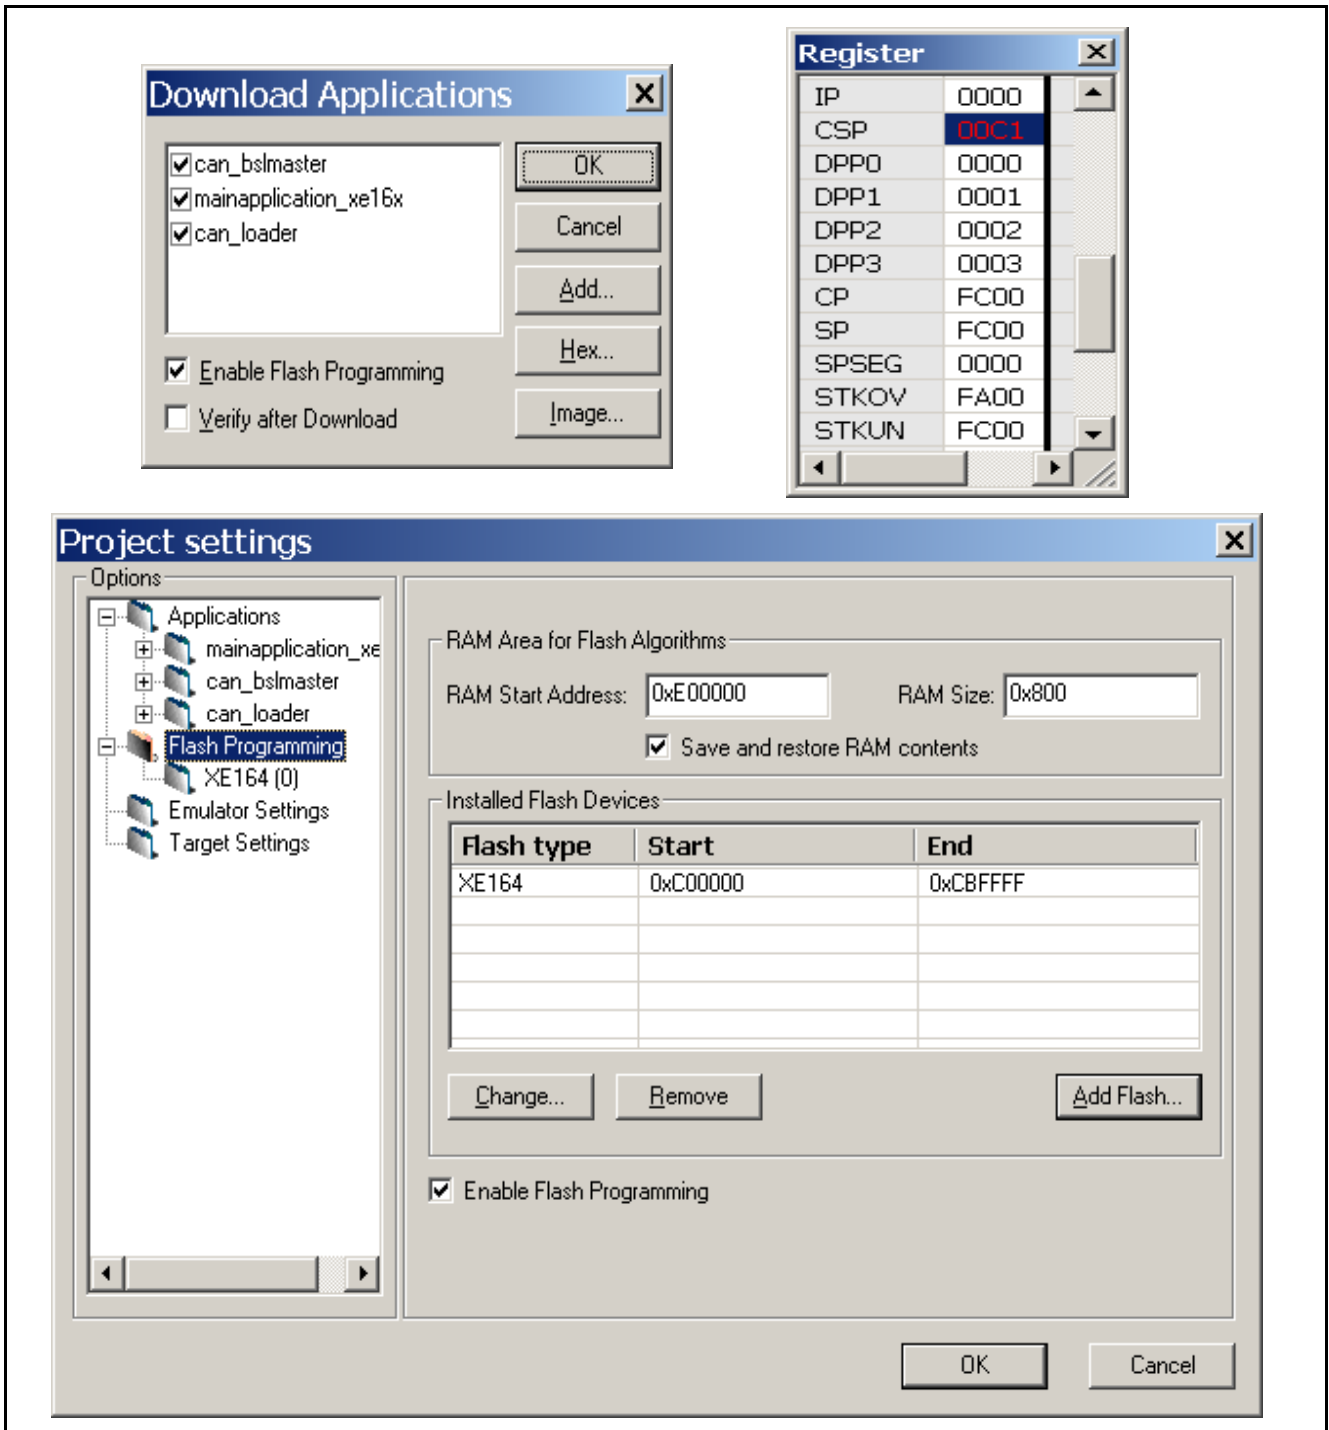 Download Applications
can_bslmaster
mainapplication_xe16x
can_loader
Enable Flash Programming
Verify after Download
OK
Cancel
Add...
Hex...
Image...
Register
IP 0000
CSP 00C1
DPP0 0000
DPP1 0001
DPP2 0002
DPP3 0003
CP FC00
SP FC00
SPSEG 0000
STKOV FA00
STKUN FC00
Project settings
Options
Applications
mainapplication_xe
can_bslmaster
can_loader
Flash Programming
XE164 (0)
Emulator Settings
Target Settings
RAM Area for Flash Algorithms
RAM Start Address: 0xE00000 RAM Size: 0x800
Save and restore RAM contents
Installed Flash Devices
Flash type Start End
XE164 0xC00000 0xCBFFFF
Change... Remove Add Flash...
Enable Flash Programming
OK Cancel